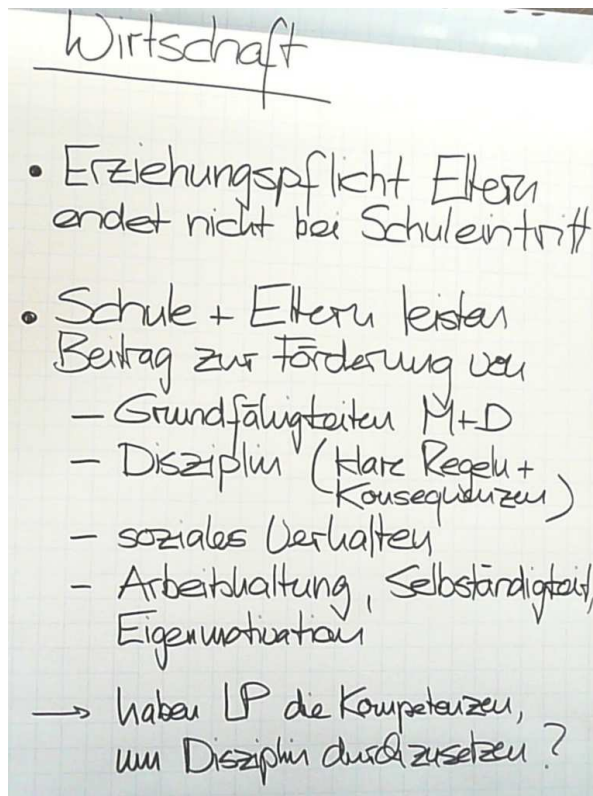 Wirtschaft
• Erziehungspflicht Eltern
endet nicht bei Schuleintritt
• Schule + Eltern leisten
Beitrag zur Förderung von
– Grundfähigkeiten M+D
– Disziplin (klare Regeln +
Konsequenzen)
– soziales Verhalten
– Arbeitshaltung, Selbständigkeit,
Eigenmotivation
→ haben LP die Kompetenzen,
um Disziplin durchzusetzen?